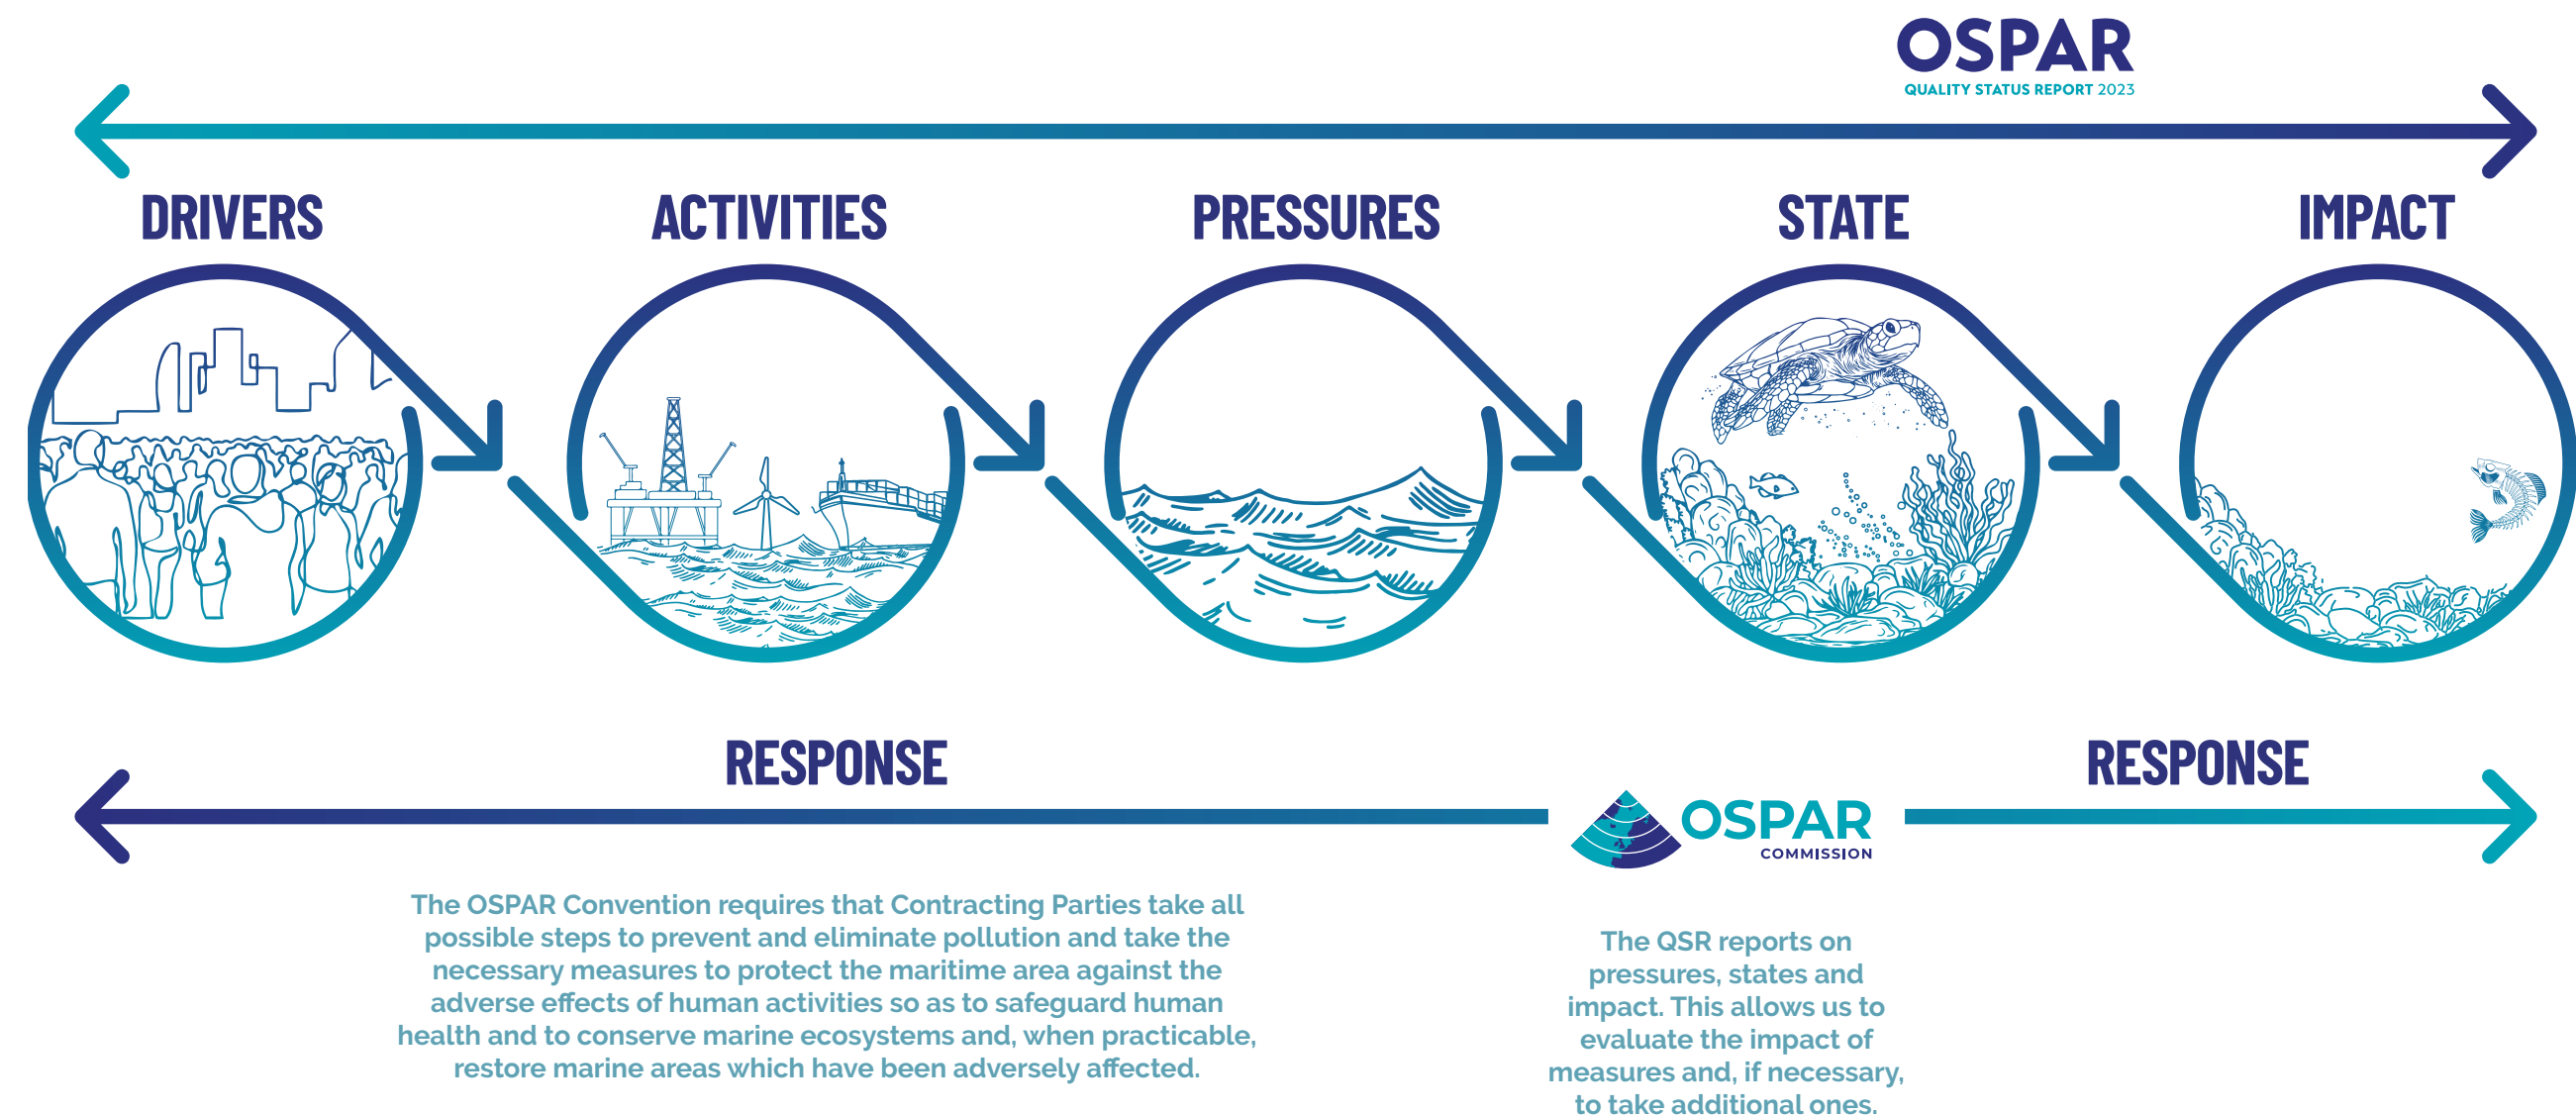 OSPAR
QUALITY STATUS REPORT 2023
DRIVERS
ACTIVITIES
PRESSURES
STATE
IMPACT
RESPONSE
RESPONSE
OSPAR
COMMISSION
The OSPAR Convention requires that Contracting Parties take all
possible steps to prevent and eliminate pollution and take the
necessary measures to protect the maritime area against the
adverse effects of human activities so as to safeguard human
health and to conserve marine ecosystems and, when practicable,
restore marine areas which have been adversely affected.
The QSR reports on
pressures, states and
impact. This allows us to
evaluate the impact of
measures and, if necessary,
to take additional ones.